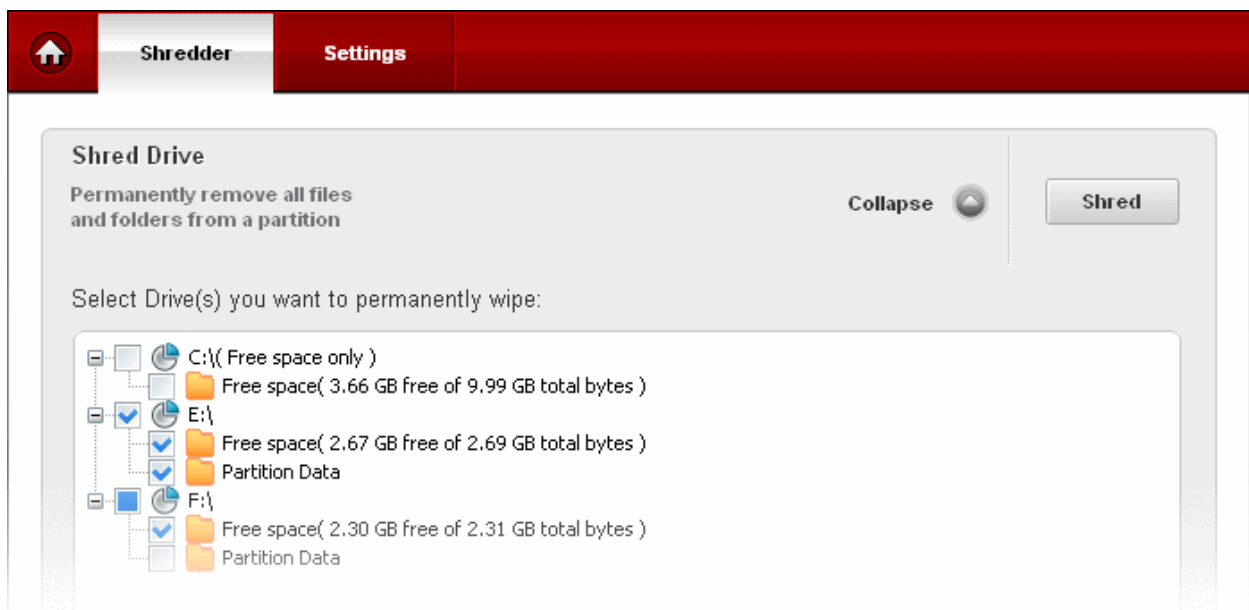 Shredder Settings
Shred Drive
Permanently remove all files
and folders from a partition
Collapse
Shred
Select Drive(s) you want to permanently wipe:
C:\( Free space only )
Free space( 3.66 GB free of 9.99 GB total bytes )
E:\
Free space( 2.67 GB free of 2.69 GB total bytes )
Partition Data
F:\
Free space( 2.30 GB free of 2.31 GB total bytes )
Partition Data